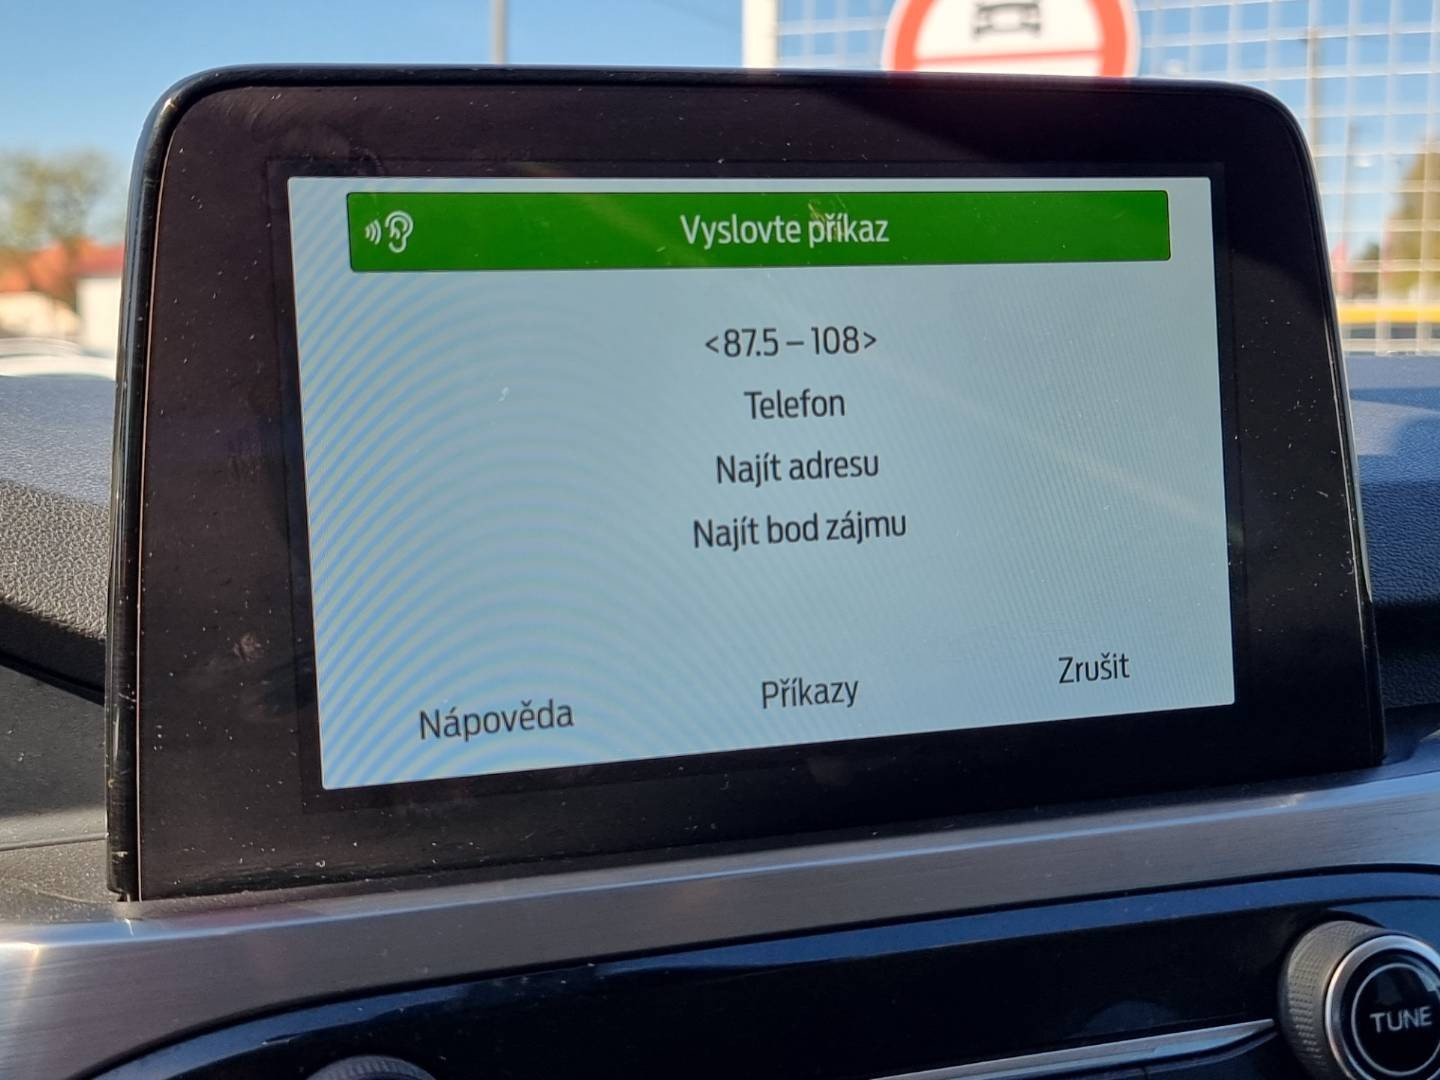 Vyslovte příkaz
<87.5 – 108>
Telefon
Najít adresu
Najít bod zájmu
Nápověda
Příkazy
Zrušit
TUNE